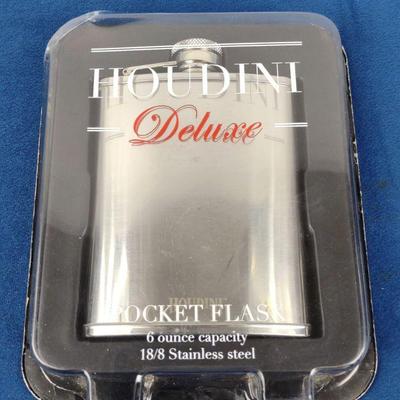 HOUDINI
Deluxe
HOUDINI
POCKET FLASK
6 ounce capacity
18/8 Stainless steel